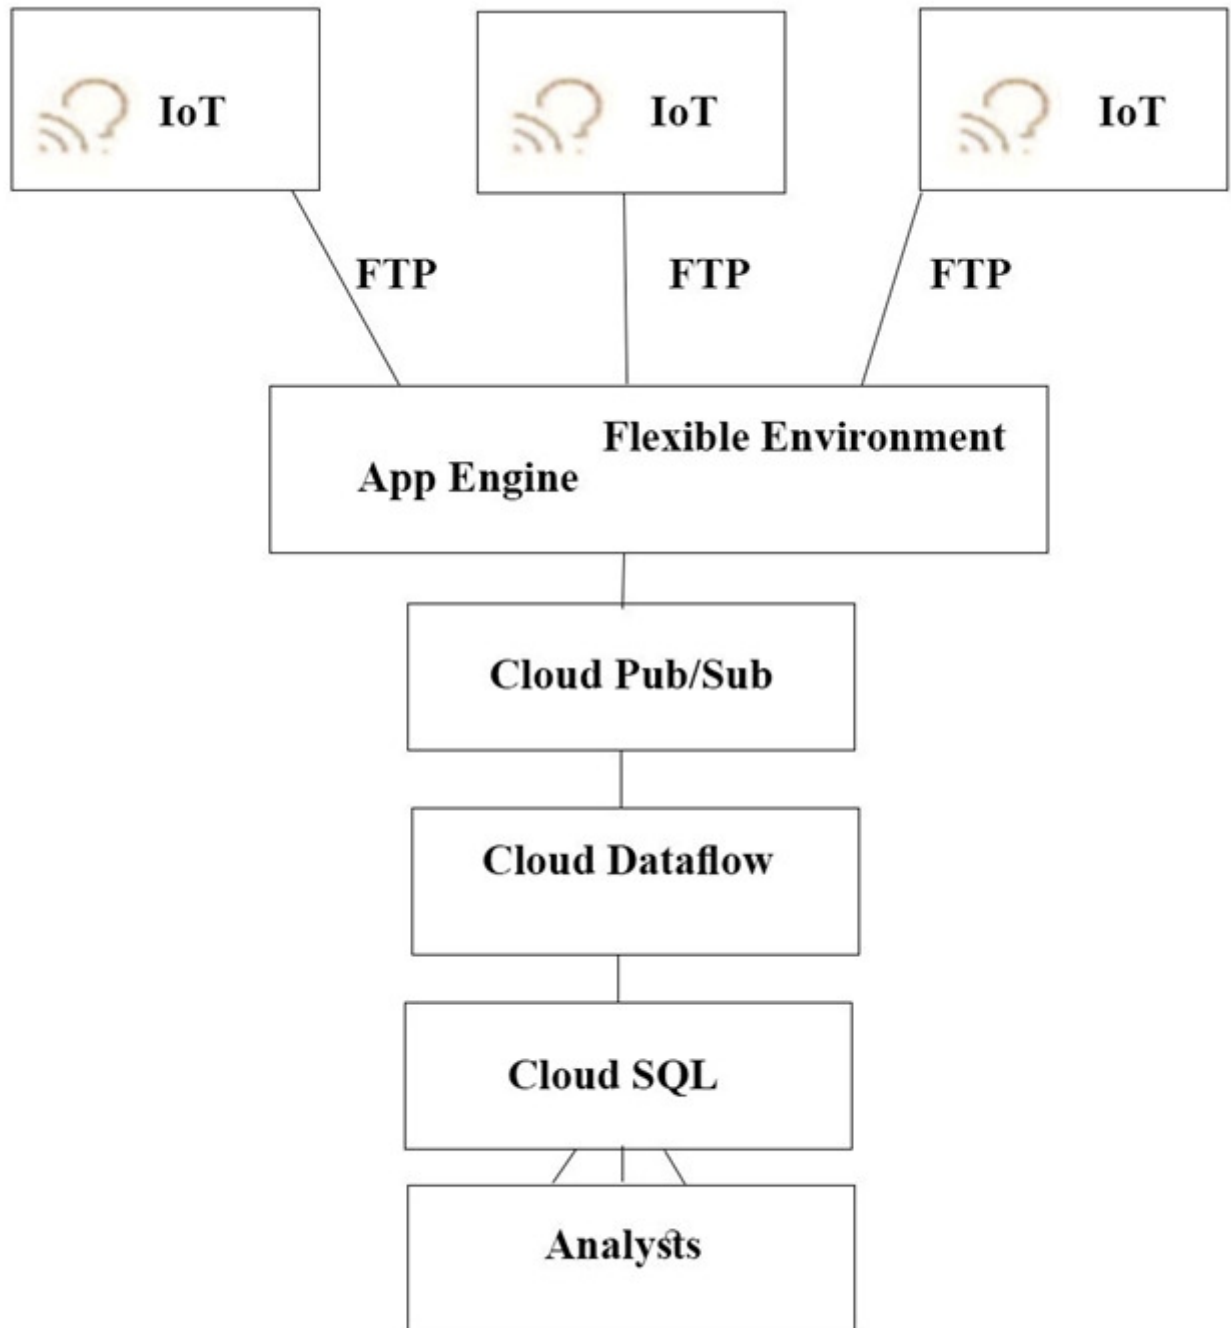 IoT
IoT
IoT
FTP
FTP
FTP
Flexible Environment
App Engine
Cloud Pub/Sub
Cloud Dataflow
Cloud SQL
Analysts